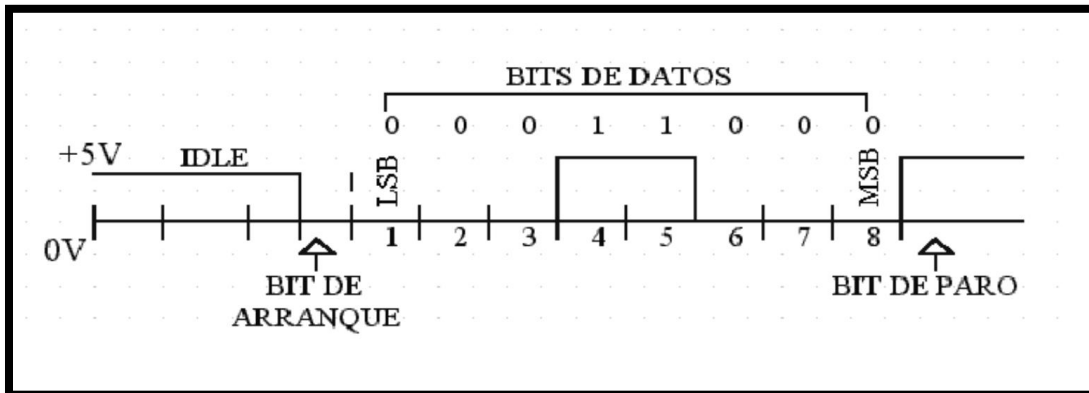 BITS DE DATOS
0 0 0 1 1 0 0 0
+5V IDLE LSB MSB
0V 1 2 3 4 5 6 7 8
BIT DE
ARRANQUE
BIT DE PARO